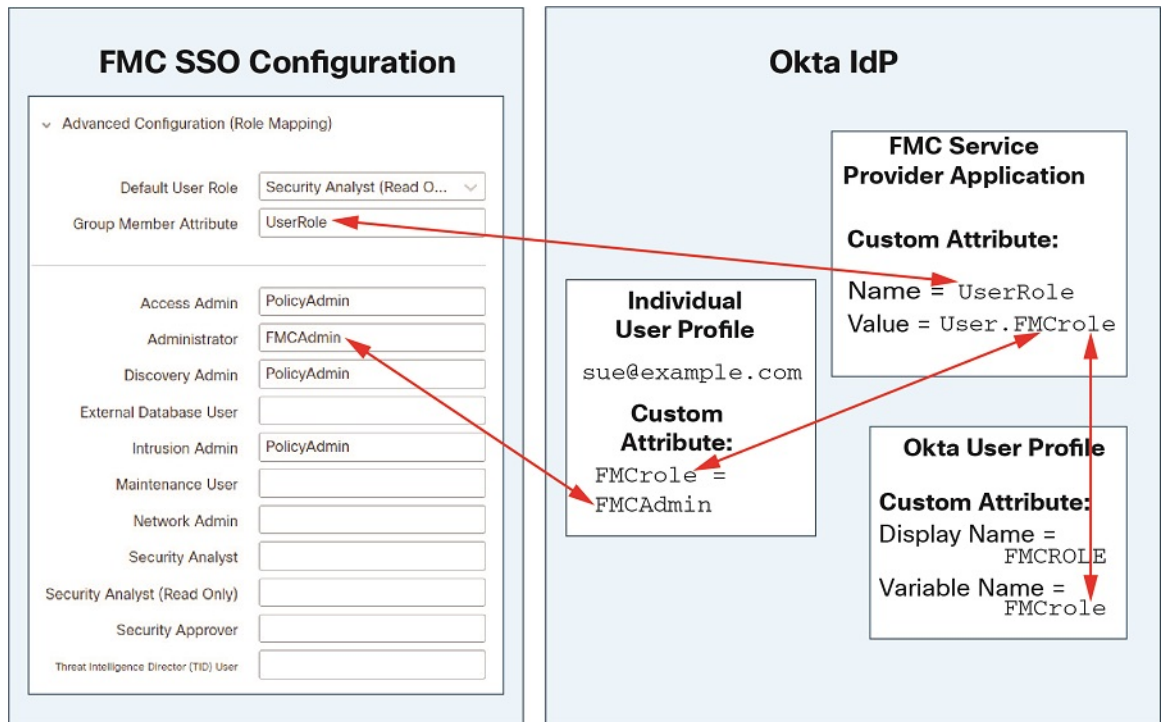 FMC SSO Configuration
Advanced Configuration (Role Mapping)
Default User Role Security Analyst (Read O...
Group Member Attribute UserRole
Access Admin PolicyAdmin
Administrator FMCAdmin
Discovery Admin PolicyAdmin
External Database User
Intrusion Admin PolicyAdmin
Maintenance User
Network Admin
Security Analyst
Security Analyst (Read Only)
Security Approver
Threat Intelligence Director (TID) User
Okta IdP
FMC Service
Provider Application
Custom Attribute:
Name = UserRole
Value = User.FMCrole
Individual
User Profile
sue@example.com
Custom
Attribute:
FMCrole =
FMCAdmin
Okta User Profile
Custom Attribute:
Display Name =
FMCROLE
Variable Name =
FMCrole